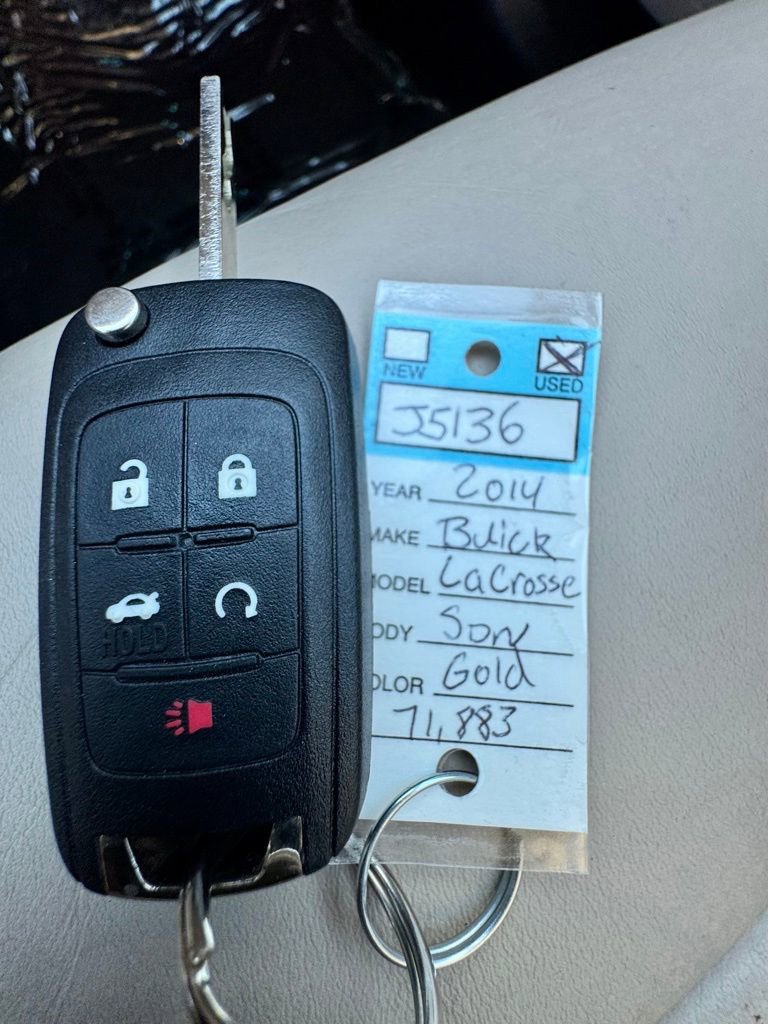 NEW
USED
J5136
YEAR 2014
MAKE Buick
MODEL LaCrosse
ODY SDN
OLOR Gold
71,883
HOLD